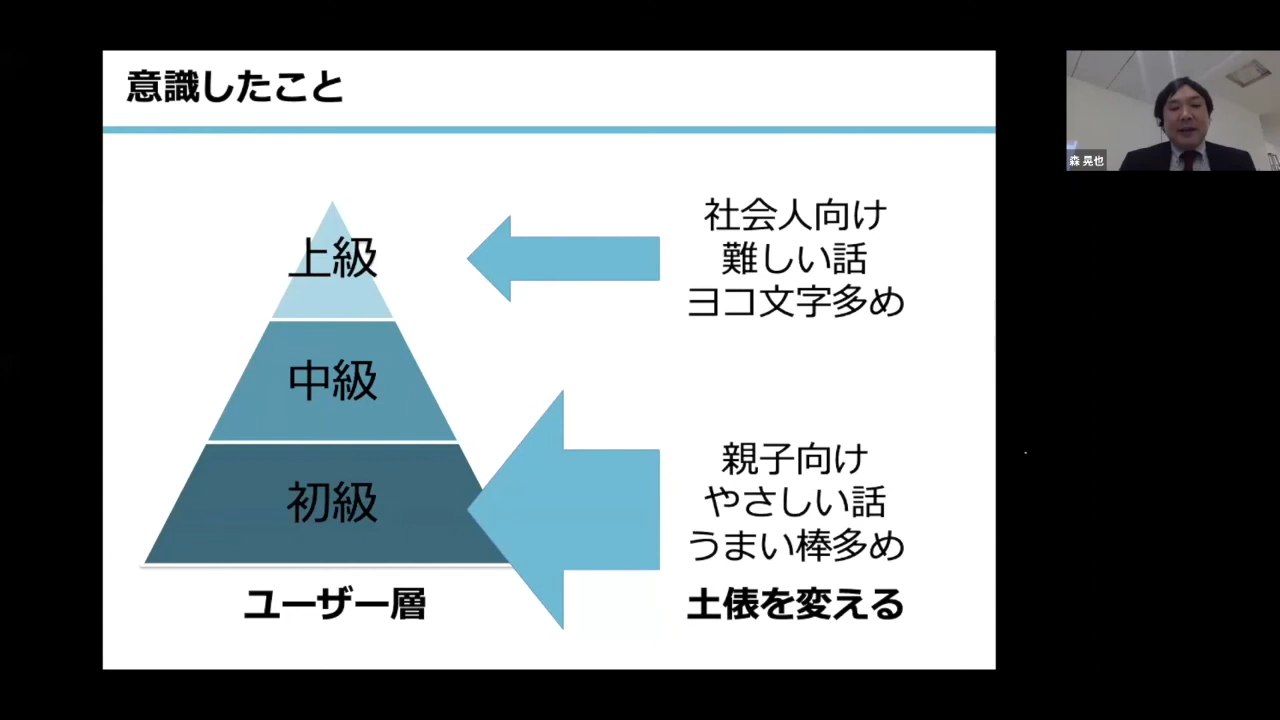 意識したこと
森 晃也
上級
中級
初級
ユーザー層
社会人向け
難しい話
ヨコ文字多め
親子向け
やさしい話
うまい棒多め
土俵を変える